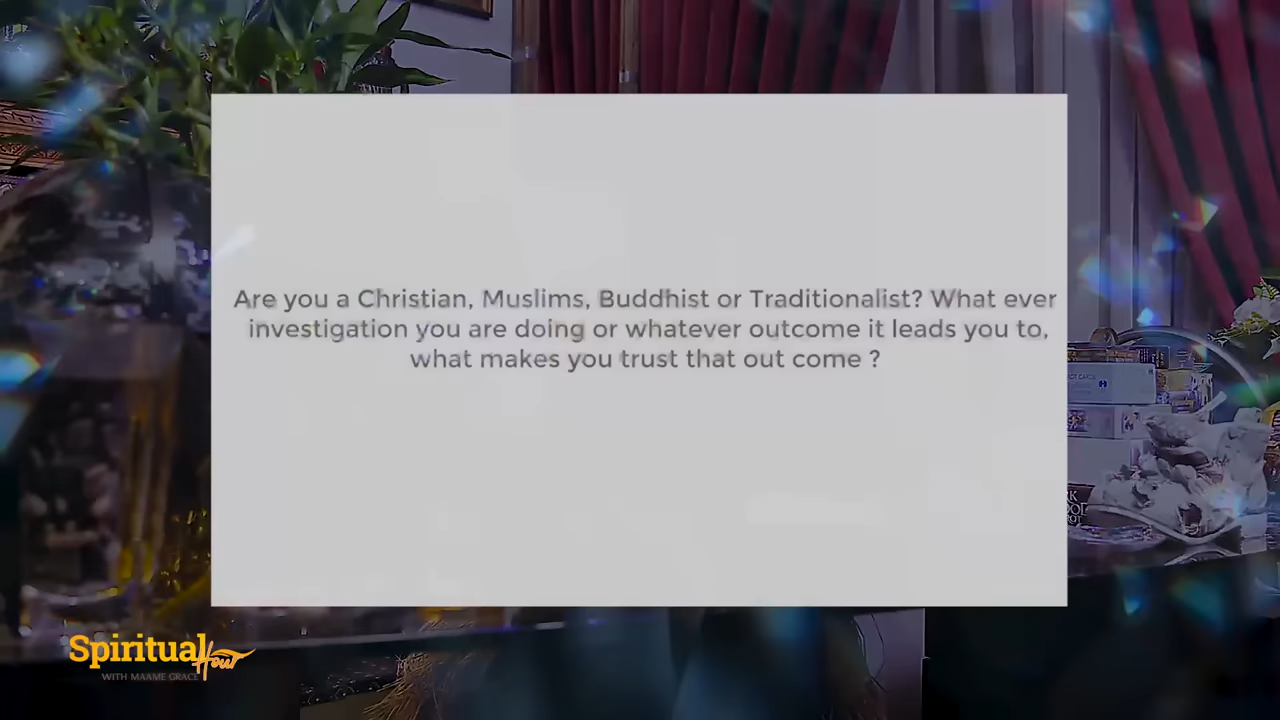 Are you a Christian, Muslims, Buddhist or Traditionalist? What ever
investigation you are doing or whatever outcome it leads you to,
what makes you trust that out come ?
Spiritual
Hour
WITH MAAME GRACE